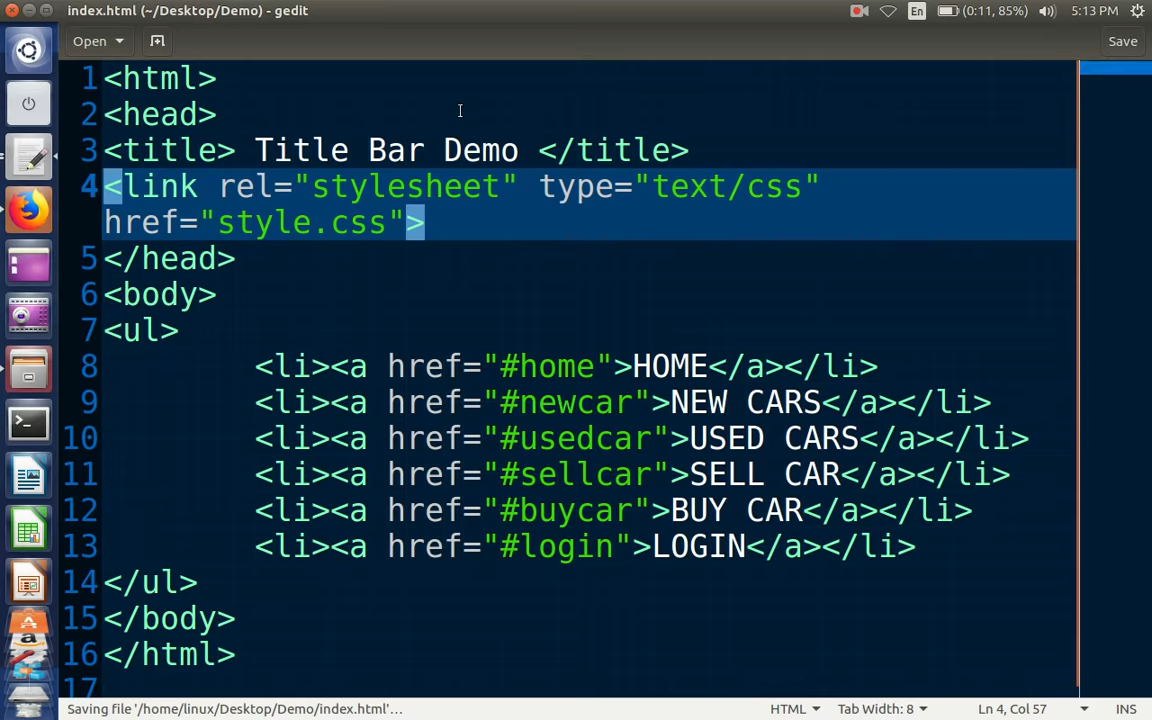 index.html (~/Desktop/Demo) - gedit
En
(0:11, 85%)
5:13 PM
Open
Save
1 <html>
2 <head>
3 <title> Title Bar Demo </title>
4 <link rel="stylesheet" type="text/css"
href="style.css">
5 </head>
6 <body>
7 <ul>
8 <li><a href="#home">HOME</a></li>
9 <li><a href="#newcar">NEW CARS</a></li>
10 <li><a href="#usedcar">USED CARS</a></li>
11 <li><a href="#sellcar">SELL CAR</a></li>
12 <li><a href="#buycar">BUY CAR</a></li>
13 <li><a href="#login">LOGIN</a></li>
14 </ul>
15 </body>
16 </html>
17
Saving file '/home/linux/Desktop/Demo/index.html'…
HTML
Tab Width: 8
Ln 4, Col 57
INS